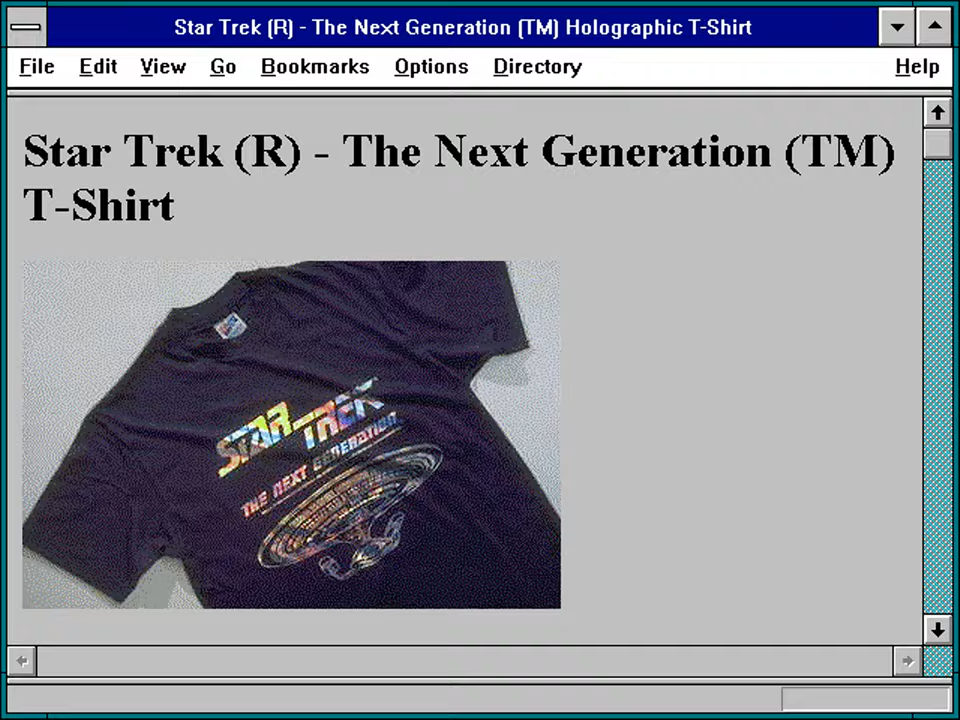 Star Trek (R) - The Next Generation (TM) Holographic T-Shirt
File Edit View Go Bookmarks Options Directory Help
Star Trek (R) - The Next Generation (TM)
T-Shirt
STAR TREK
THE NEXT GENERATION